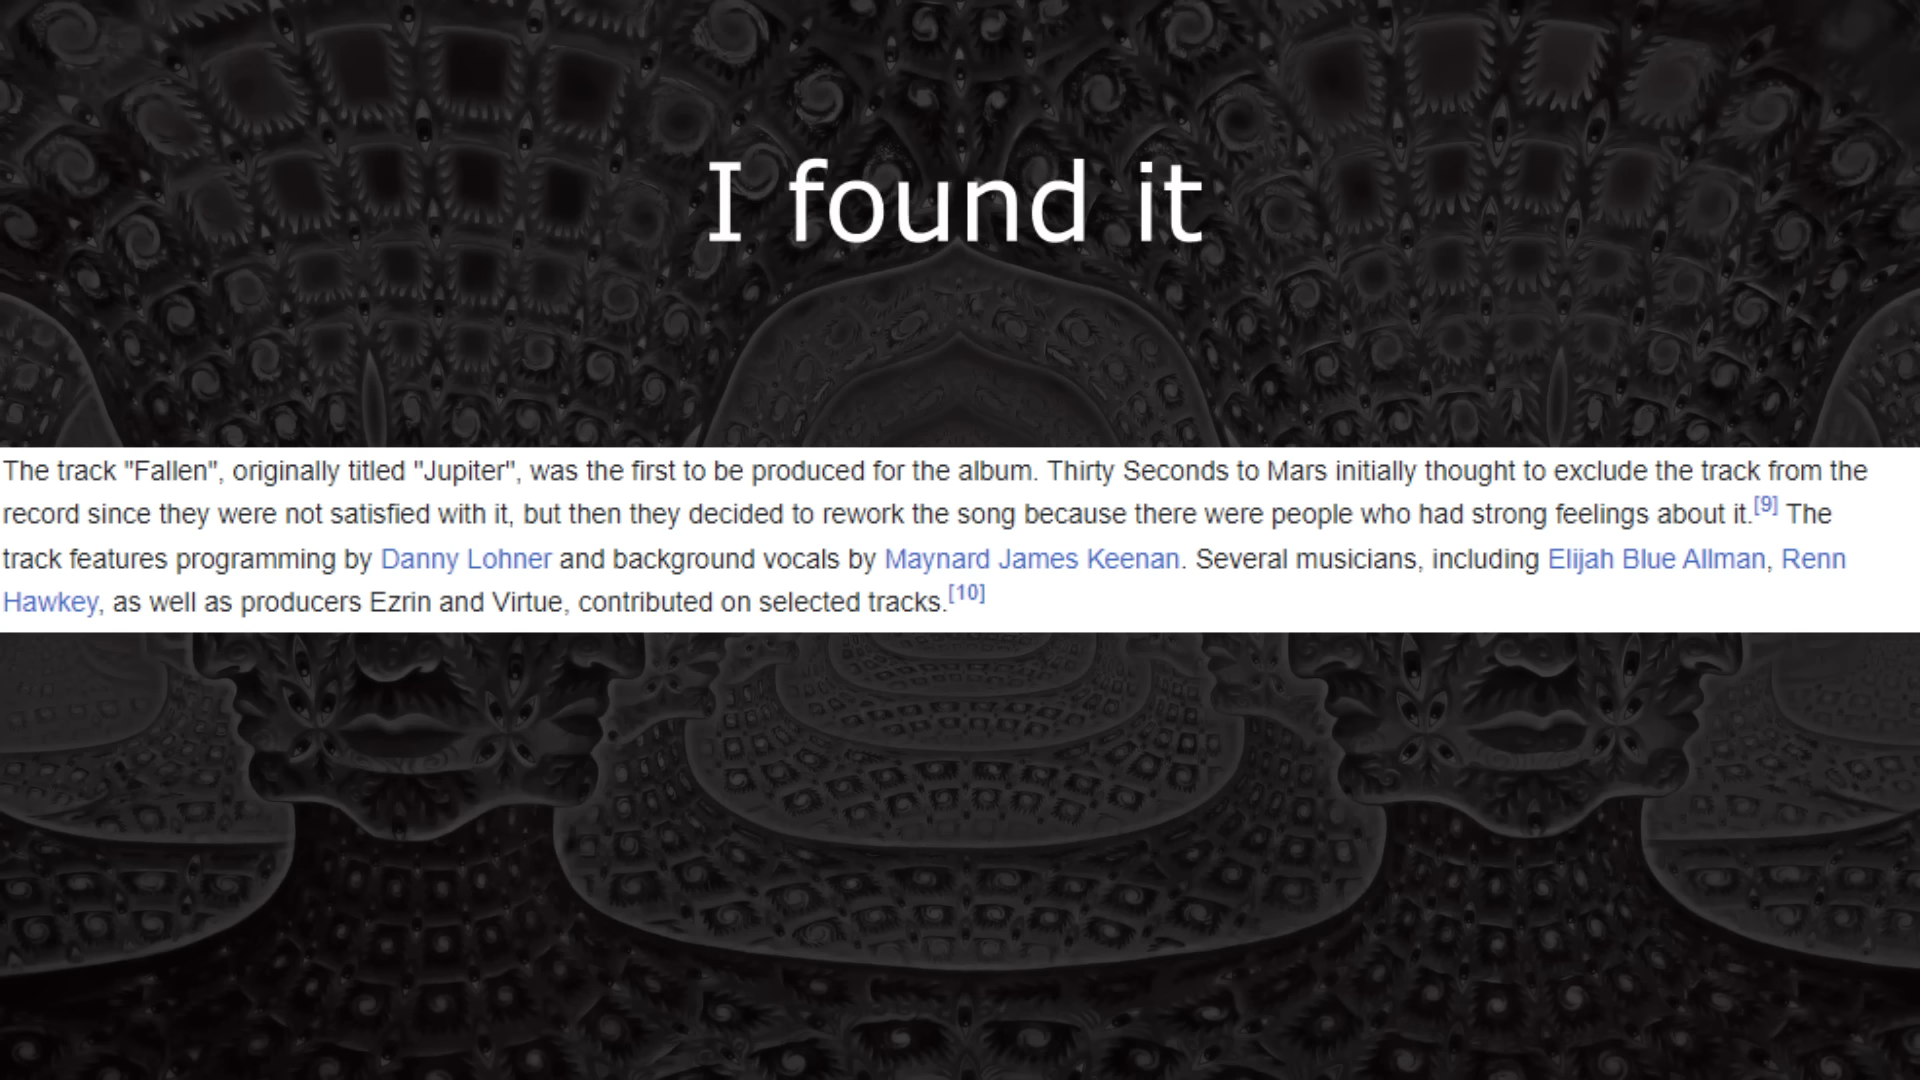 I found it
The track "Fallen", originally titled "Jupiter", was the first to be produced for the album. Thirty Seconds to Mars initially thought to exclude the track from the
record since they were not satisfied with it, but then they decided to rework the song because there were people who had strong feelings about it.[9] The
track features programming by Danny Lohner and background vocals by Maynard James Keenan. Several musicians, including Elijah Blue Allman, Renn
Hawkey, as well as producers Ezrin and Virtue, contributed on selected tracks.[10]